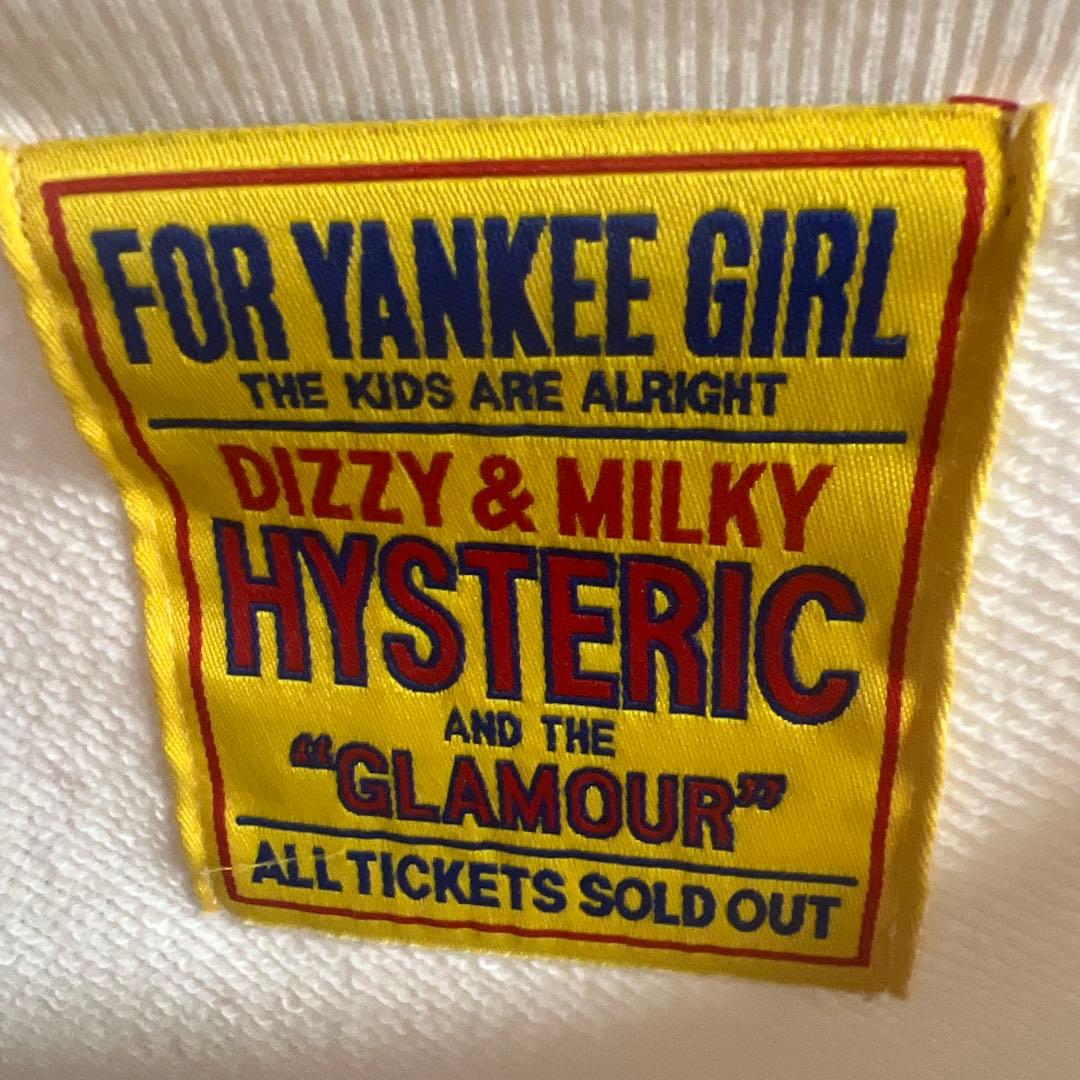 FOR YANKEE GIRL
THE KIDS ARE ALRIGHT
DIZZY & MILKY
HYSTERIC
AND THE
“GLAMOUR”
ALL TICKETS SOLD OUT